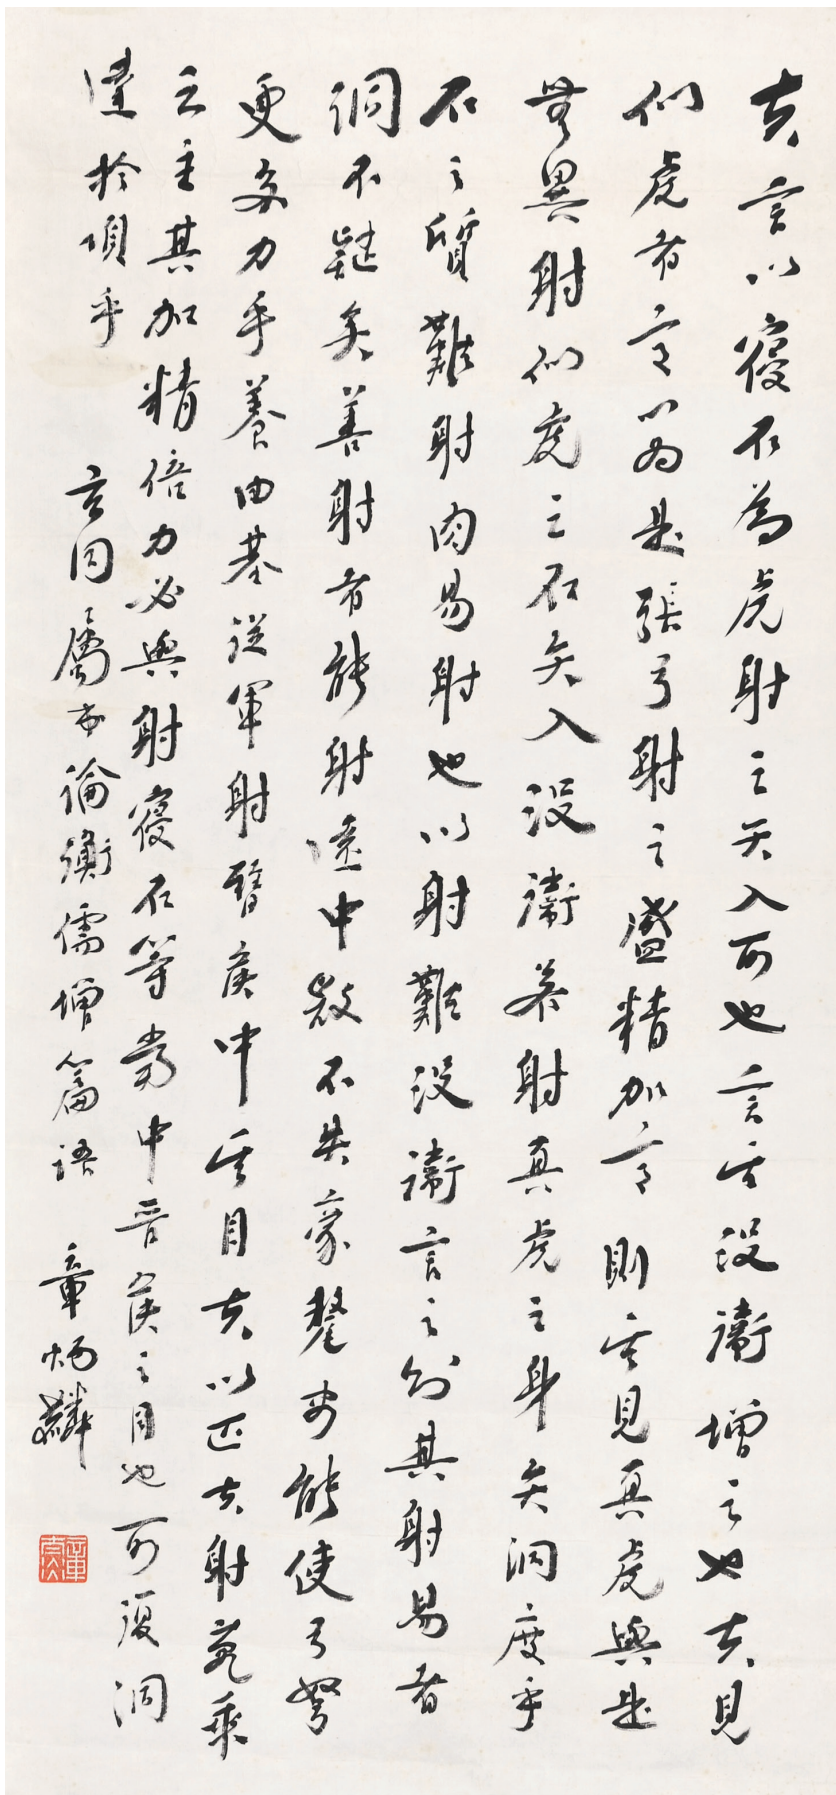 夫言以寢石為虎射之矢入可也言其沒衛增之也夫見
似虎者意以為是張弓射之盛精加意則其見真虎與是
無異射似虎之石矢入沒衛若射真虎之身矢洞度乎
石之質難射肉易射也以射難沒衛言之則其射易者
洞不疑矣善射者能射遠中微不失豪釐安能使弓弩
更多力乎養由基從軍射晉侯中其目夫以匹夫射萬乘
之主其加精倍力必與射寢石等當中晉侯之目也可復洞
達於項乎 玄同屬書論衡儒增篇語 章炳麟